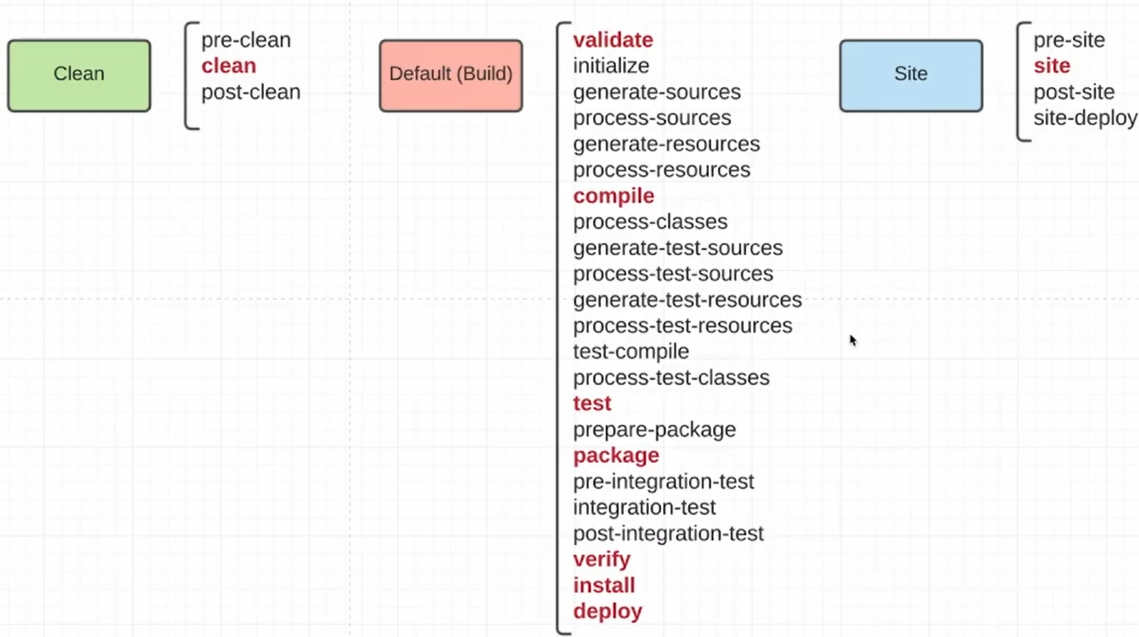 Clean
pre-clean
clean
post-clean
Default (Build)
validate
initialize
generate-sources
process-sources
generate-resources
process-resources
compile
process-classes
generate-test-sources
process-test-sources
generate-test-resources
process-test-resources
test-compile
process-test-classes
test
prepare-package
package
pre-integration-test
integration-test
post-integration-test
verify
install
deploy
Site
pre-site
site
post-site
site-deploy